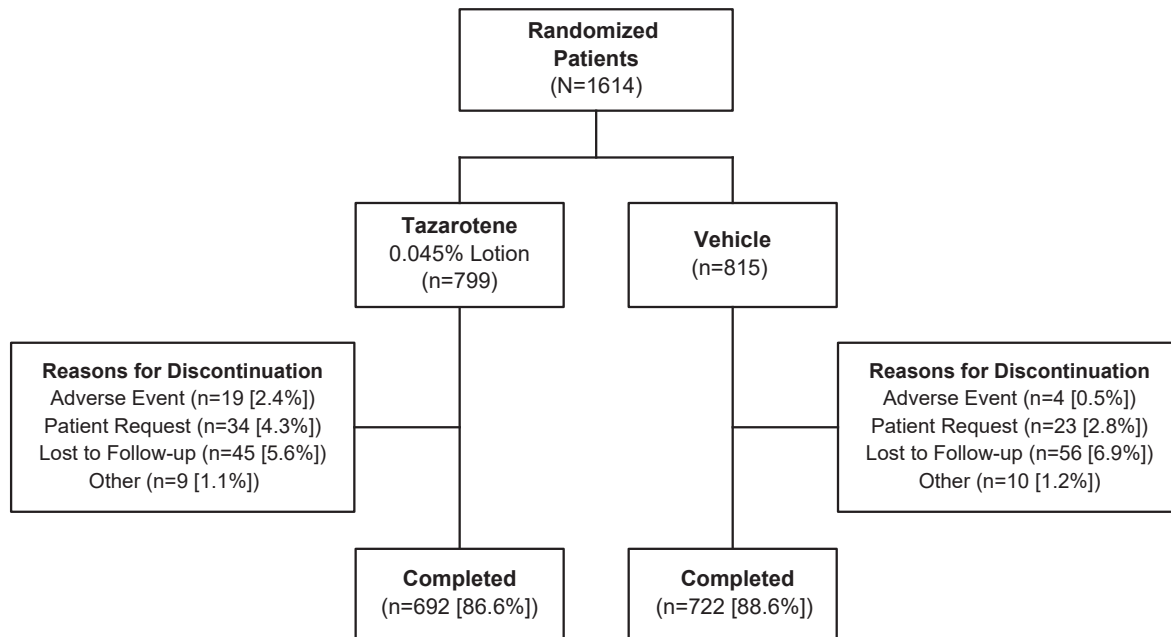 Randomized
Patients
(N=1614)
Tazarotene
0.045% Lotion
(n=799)
Vehicle
(n=815)
Reasons for Discontinuation
Adverse Event (n=19 [2.4%])
Patient Request (n=34 [4.3%])
Lost to Follow-up (n=45 [5.6%])
Other (n=9 [1.1%])
Reasons for Discontinuation
Adverse Event (n=4 [0.5%])
Patient Request (n=23 [2.8%])
Lost to Follow-up (n=56 [6.9%])
Other (n=10 [1.2%])
Completed
(n=692 [86.6%])
Completed
(n=722 [88.6%])